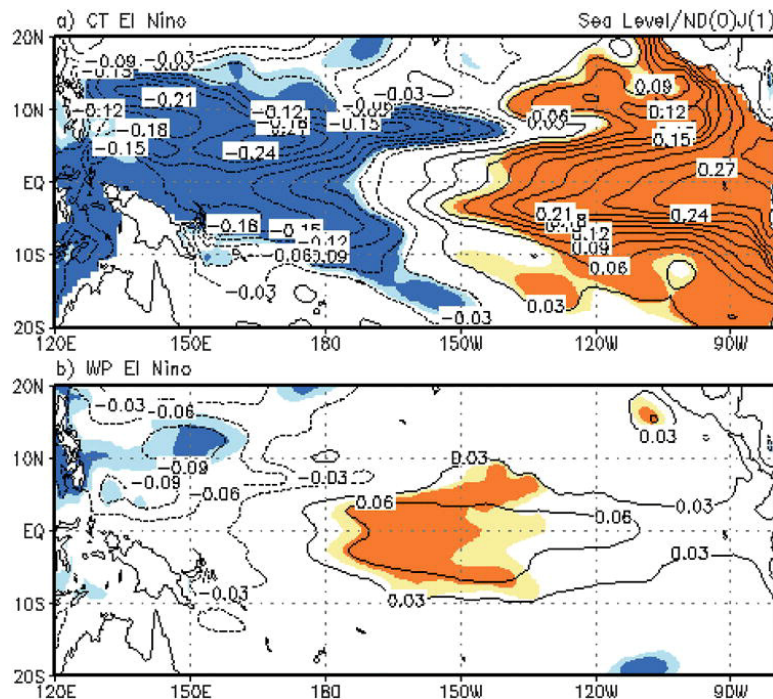 a) CT El Nino Sea Level/ND(0)J(1)
20N
-0.09 -0.03
-0.03
0.09
-0.21
10N
-0.12 -0.12 0.06 0.12
-0.18 -0.15
-0.15 0.15
-0.24 0.27
EQ
0.21 0.24
-0.16 -0.15 0.12
-0.12 0.09
10S
-0.06 0.09 0.06
-0.03 -0.03 0.03
20S
120E 150E 180 150W 120W 90W
b) WP El Nino
20N
-0.03 -0.06
0.03
10N
-0.09 -0.03 0.03
-0.09 -0.06 0.03
0.06 0.06
EQ
0.03
-0.03
10S
0.03
20S
120E 150E 180 150W 120W 90W